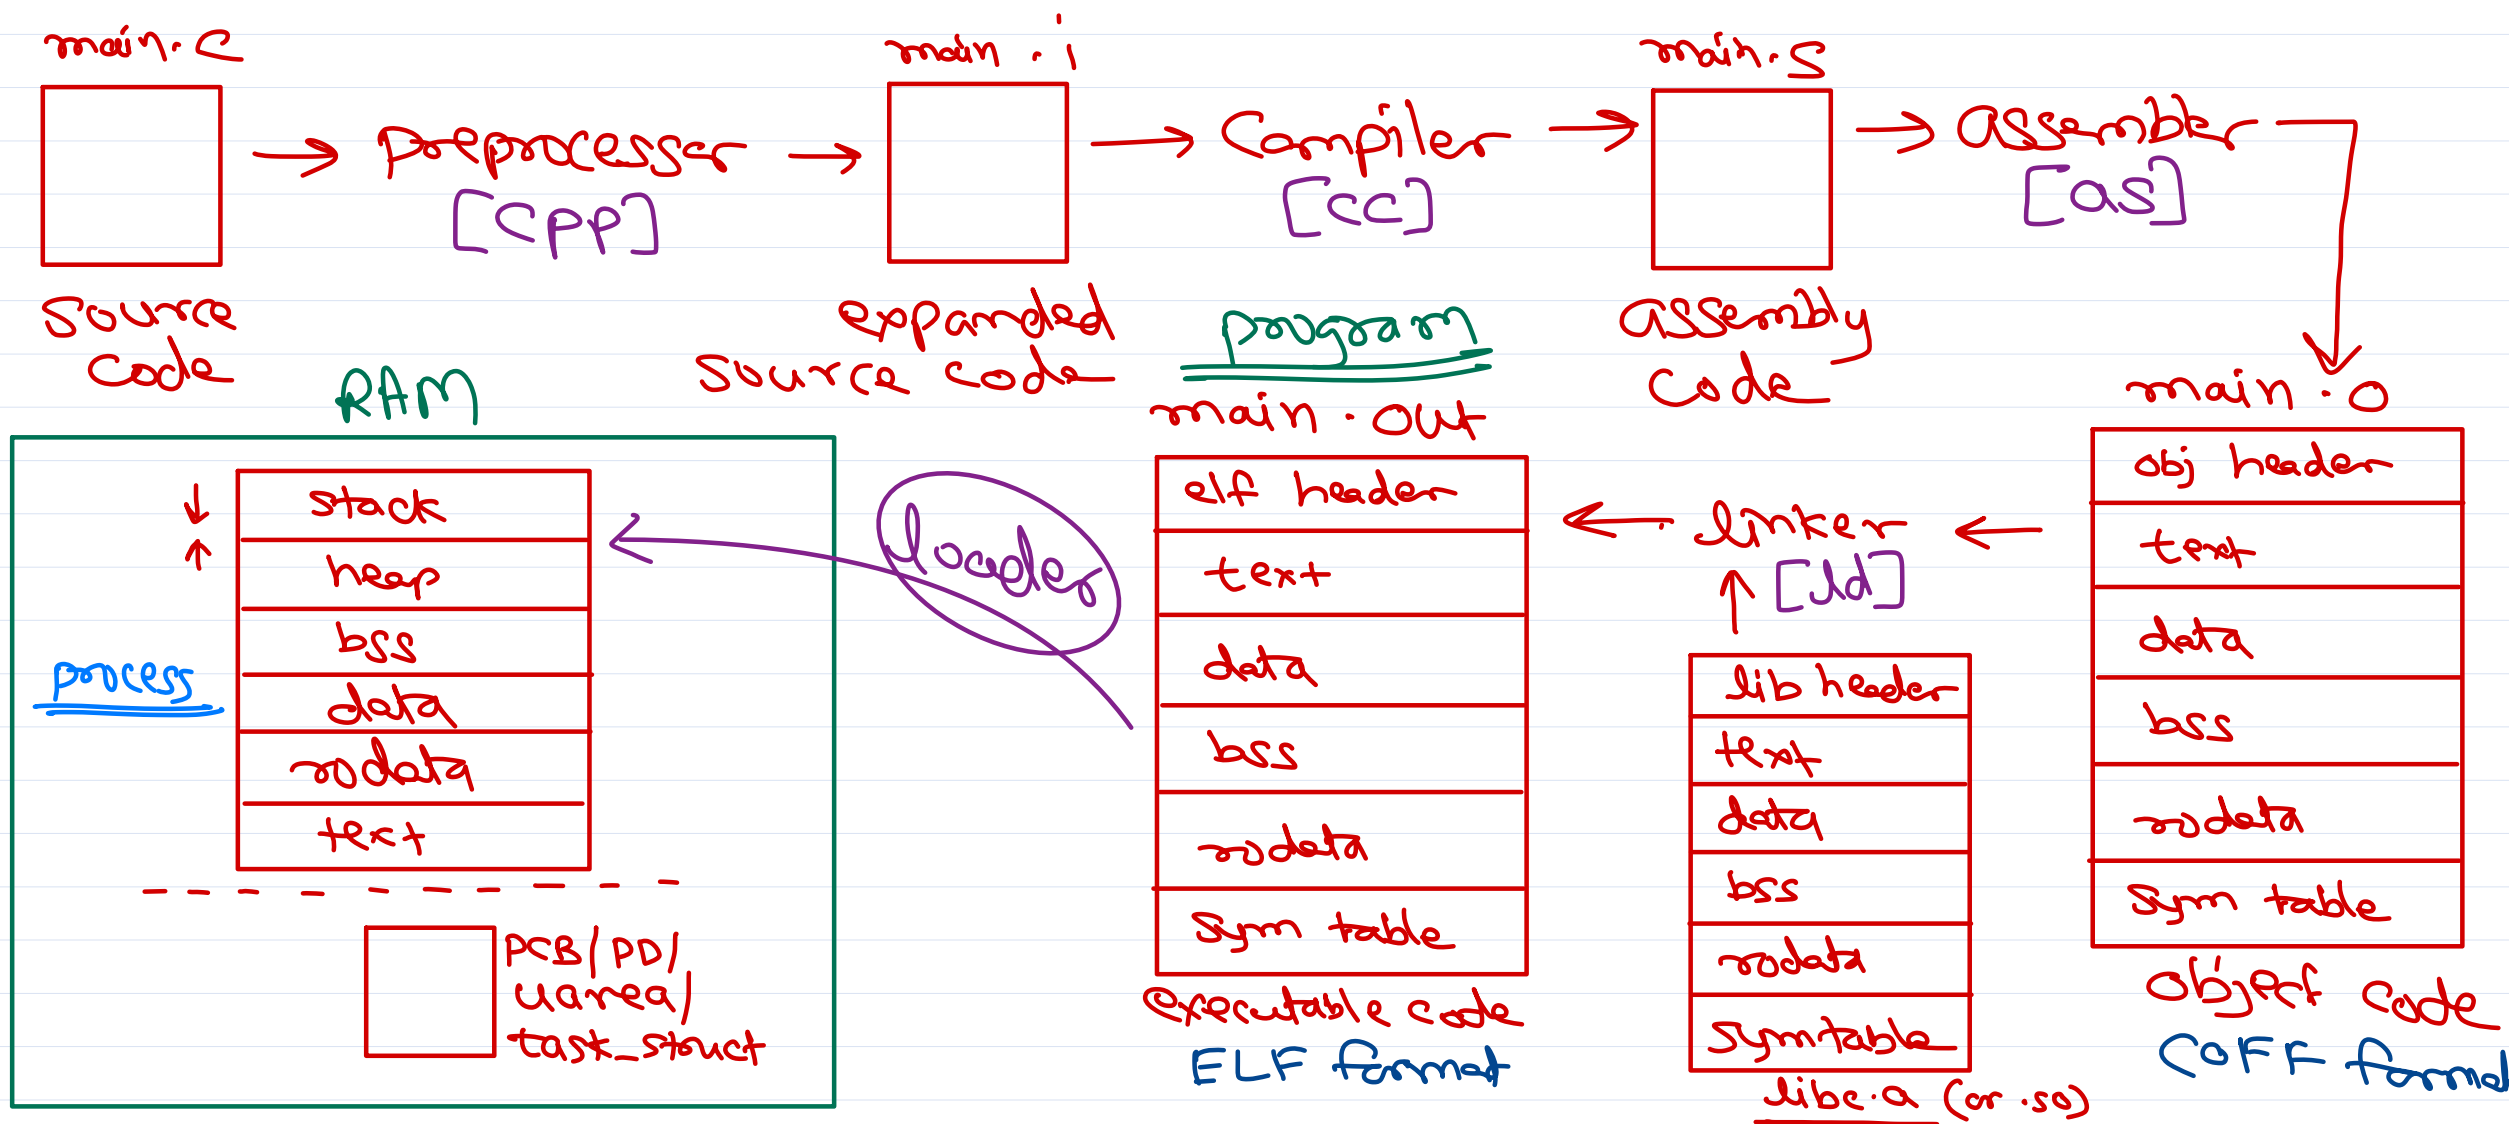 main.c
main.i
main.s
Preprocessor
Compiler
assembler
[cpp]
[cc]
[as]
Source
code
expanded
source code
assembly
code
main.o
obj header
text
data
bss
rodata
sym table
object code
COFF format
linker
[ld]
lib header
text
data
bss
rodata
sym table
libc.a (or .so)
program
main.out
elf header
text
data
bss
rodata
sym table
executable code
ELF format
loader
RAM
stack
heap
bss
data
rodata
text
process
PCB/PD/
uarea/
task_struct